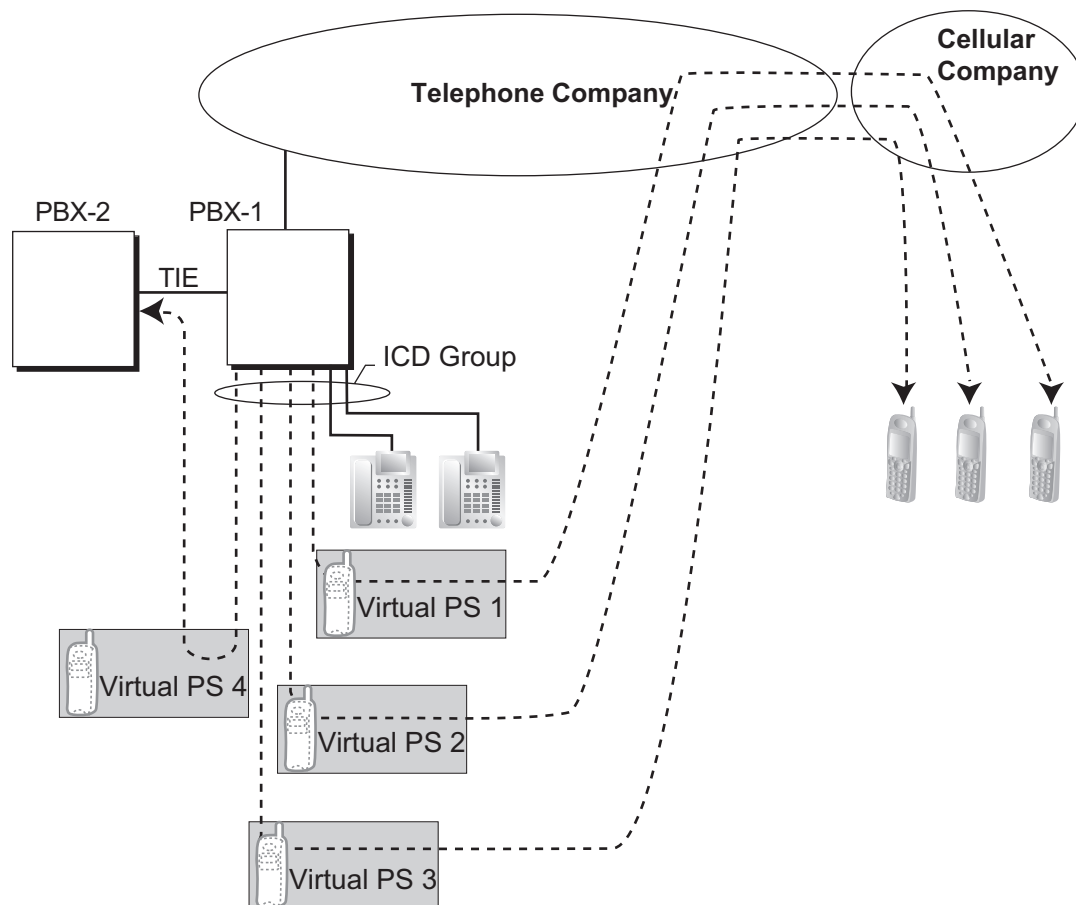 Cellular
Company
Telephone Company
PBX-2
PBX-1
TIE
ICD Group
Virtual PS 1
Virtual PS 4
Virtual PS 2
Virtual PS 3